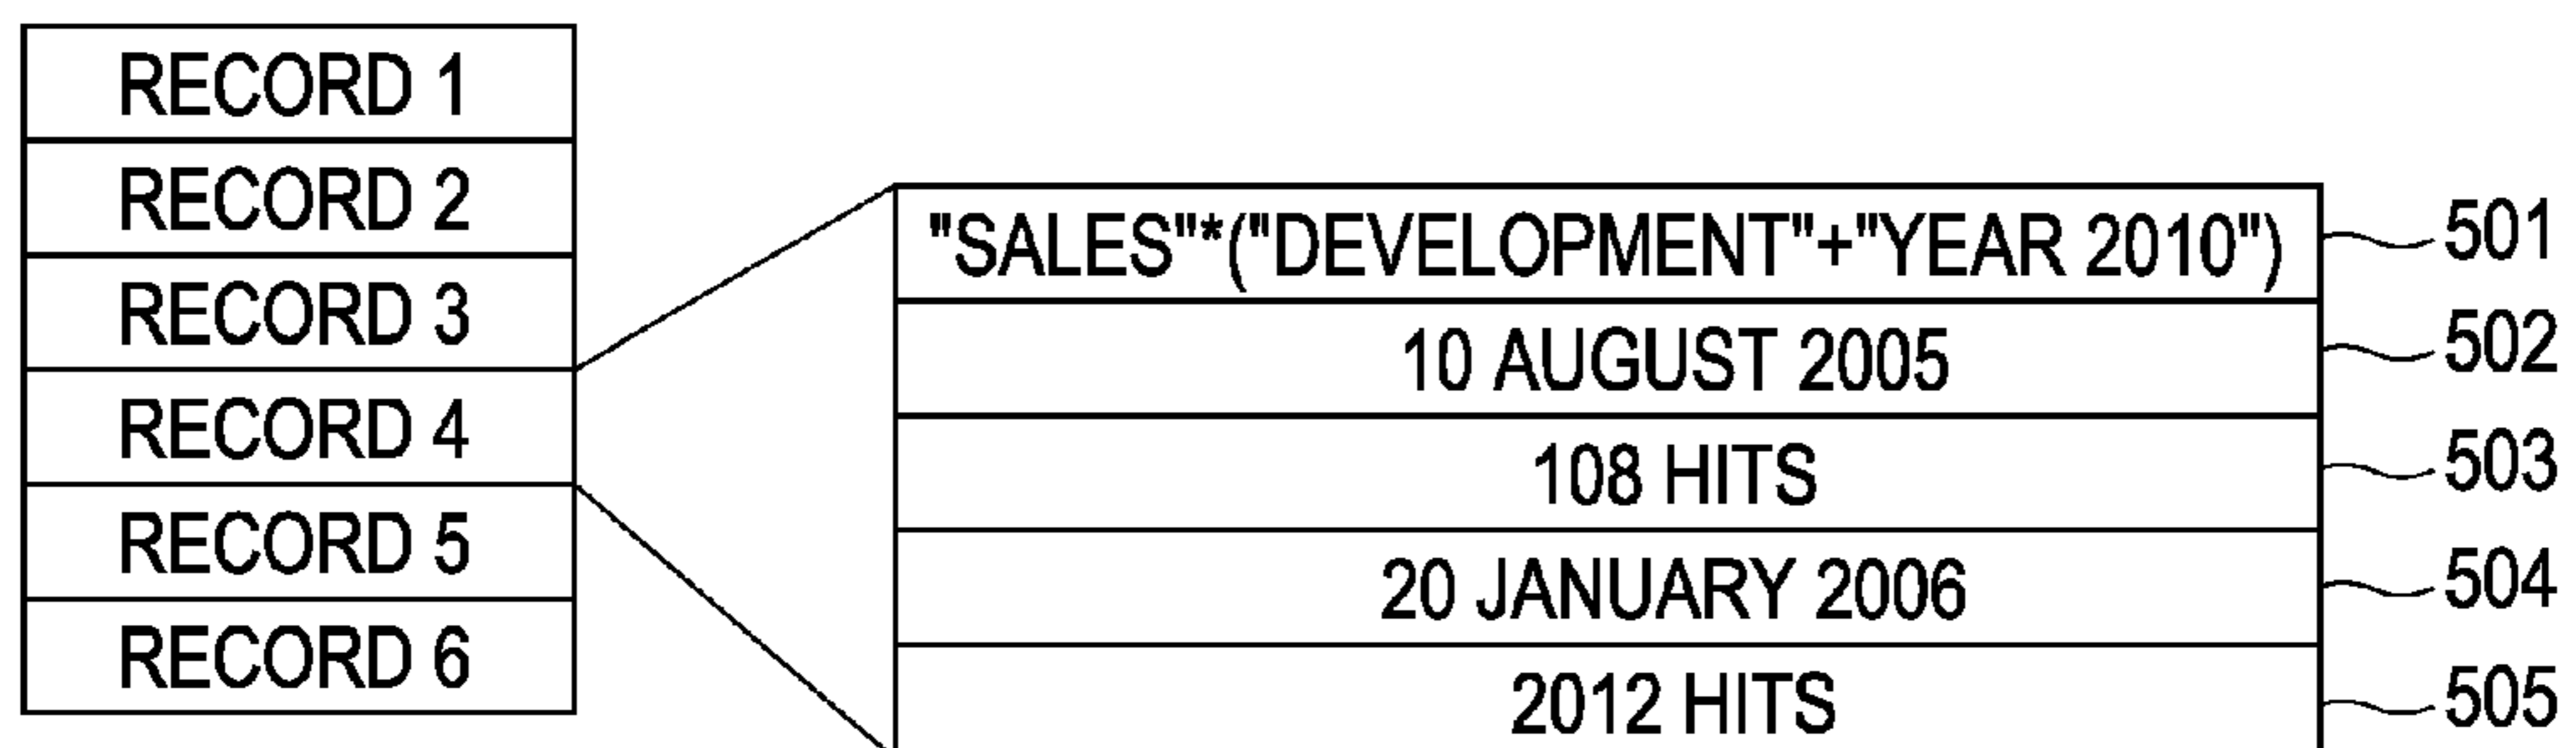 RECORD 1
RECORD 2
RECORD 3
RECORD 4
RECORD 5
RECORD 6
"SALES"*("DEVELOPMENT"+"YEAR 2010") 501
10 AUGUST 2005 502
108 HITS 503
20 JANUARY 2006 504
2012 HITS 505